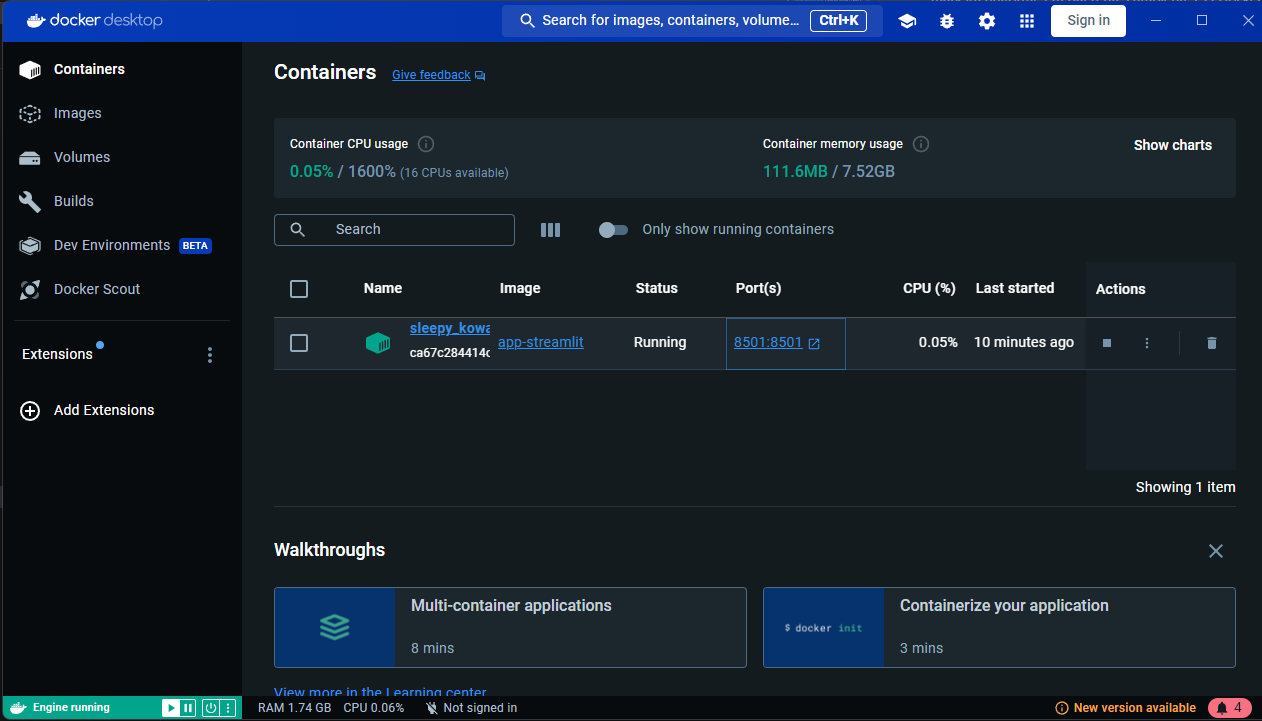 docker desktop
Search for images, containers, volume... Ctrl+K
Sign in
Containers
Images
Volumes
Builds
Dev Environments BETA
Docker Scout
Extensions
Add Extensions
Containers Give feedback
Container CPU usage
0.05% / 1600% (16 CPUs available)
Container memory usage
111.6MB / 7.52GB
Show charts
Search
Only show running containers
Name Image Status Port(s) CPU (%) Last started Actions
sleepy_kowa
ca67c284414c
app-streamlit Running 8501:8501 0.05% 10 minutes ago
Showing 1 item
Walkthroughs
Multi-container applications
8 mins
$ docker init
Containerize your application
3 mins
View more in the Learning center
Engine running
RAM 1.74 GB CPU 0.06% Not signed in
New version available
4